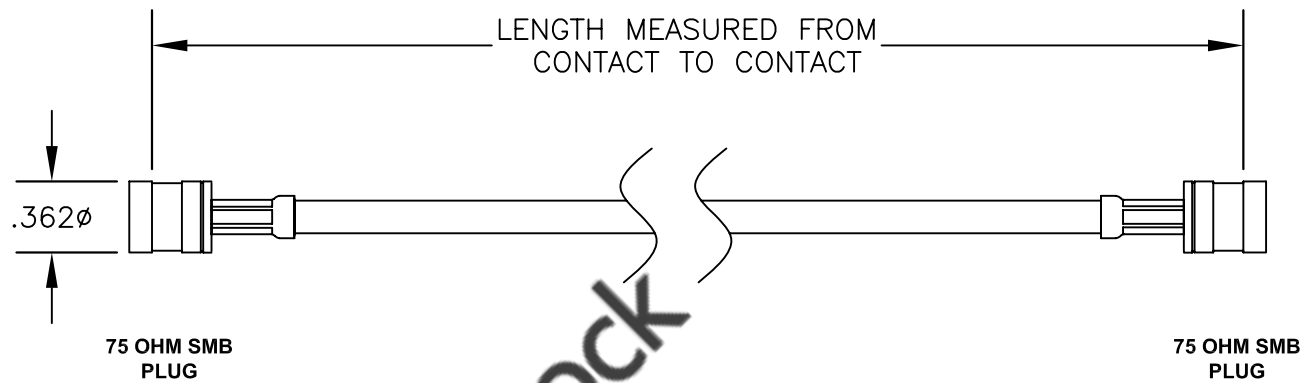 LENGTH MEASURED FROM
CONTACT TO CONTACT
.362ø
75 OHM SMB
PLUG
75 OHM SMB
PLUG